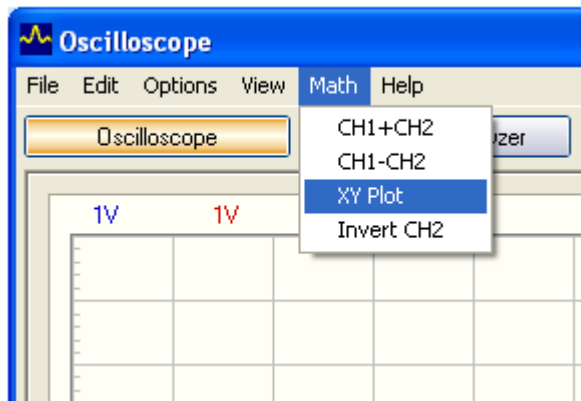 Oscilloscope
File Edit Options View Math Help
Oscilloscope
CH1+CH2
CH1-CH2
XY Plot
Invert CH2
1V 1V